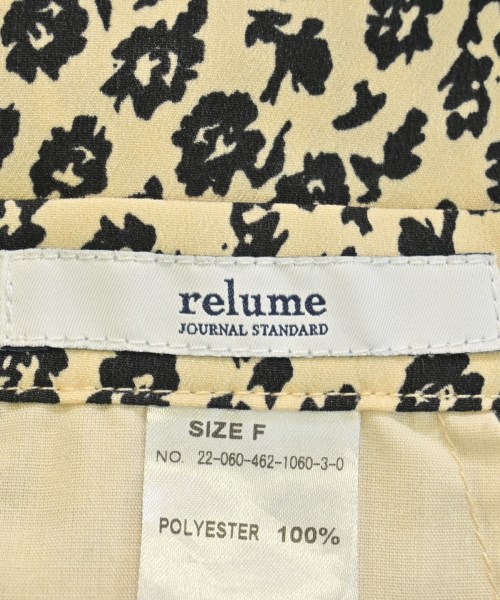 relume
JOURNAL STANDARD
SIZE F
NO. 22-060-462-1060-3-0
POLYESTER 100%